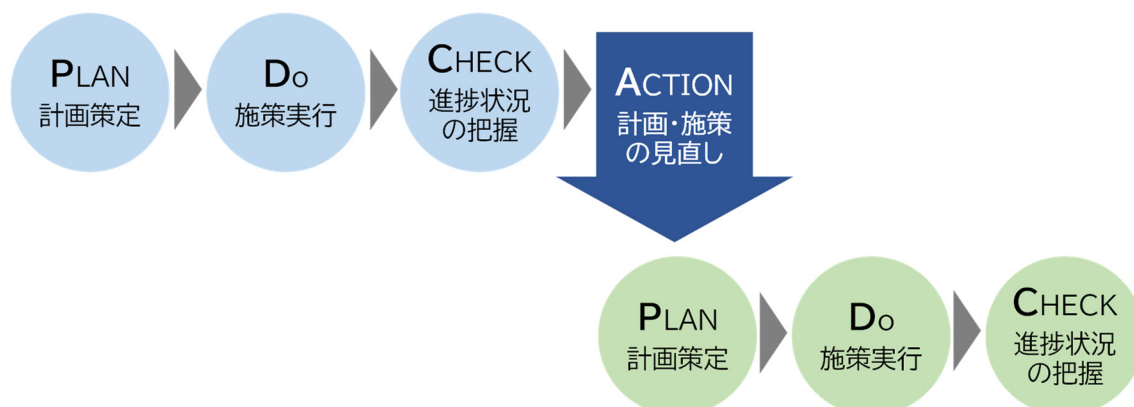 PLAN
計画策定
DO
施策実行
CHECK
進捗状況
の把握
ACTION
計画・施策
の見直し
PLAN
計画策定
DO
施策実行
CHECK
進捗状況
の把握